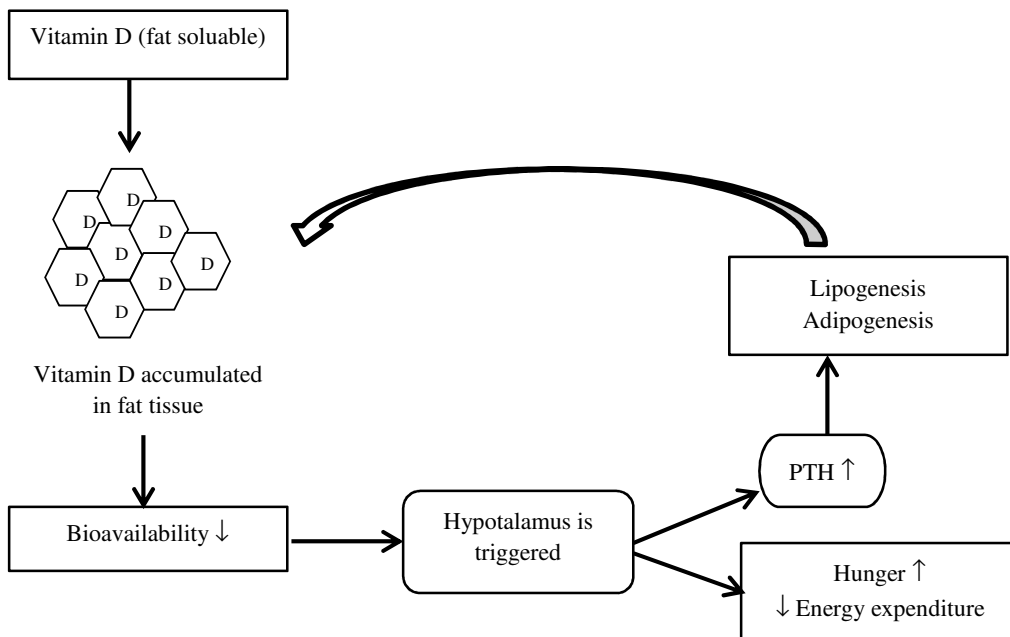 Vitamin D (fat soluable)
D
D
D
D
D
D
D
D
Vitamin D accumulated
in fat tissue
Bioavailability ↓
Hypotalamus is
triggered
PTH ↑
Lipogenesis
Adipogenesis
Hunger ↑
↓ Energy expenditure